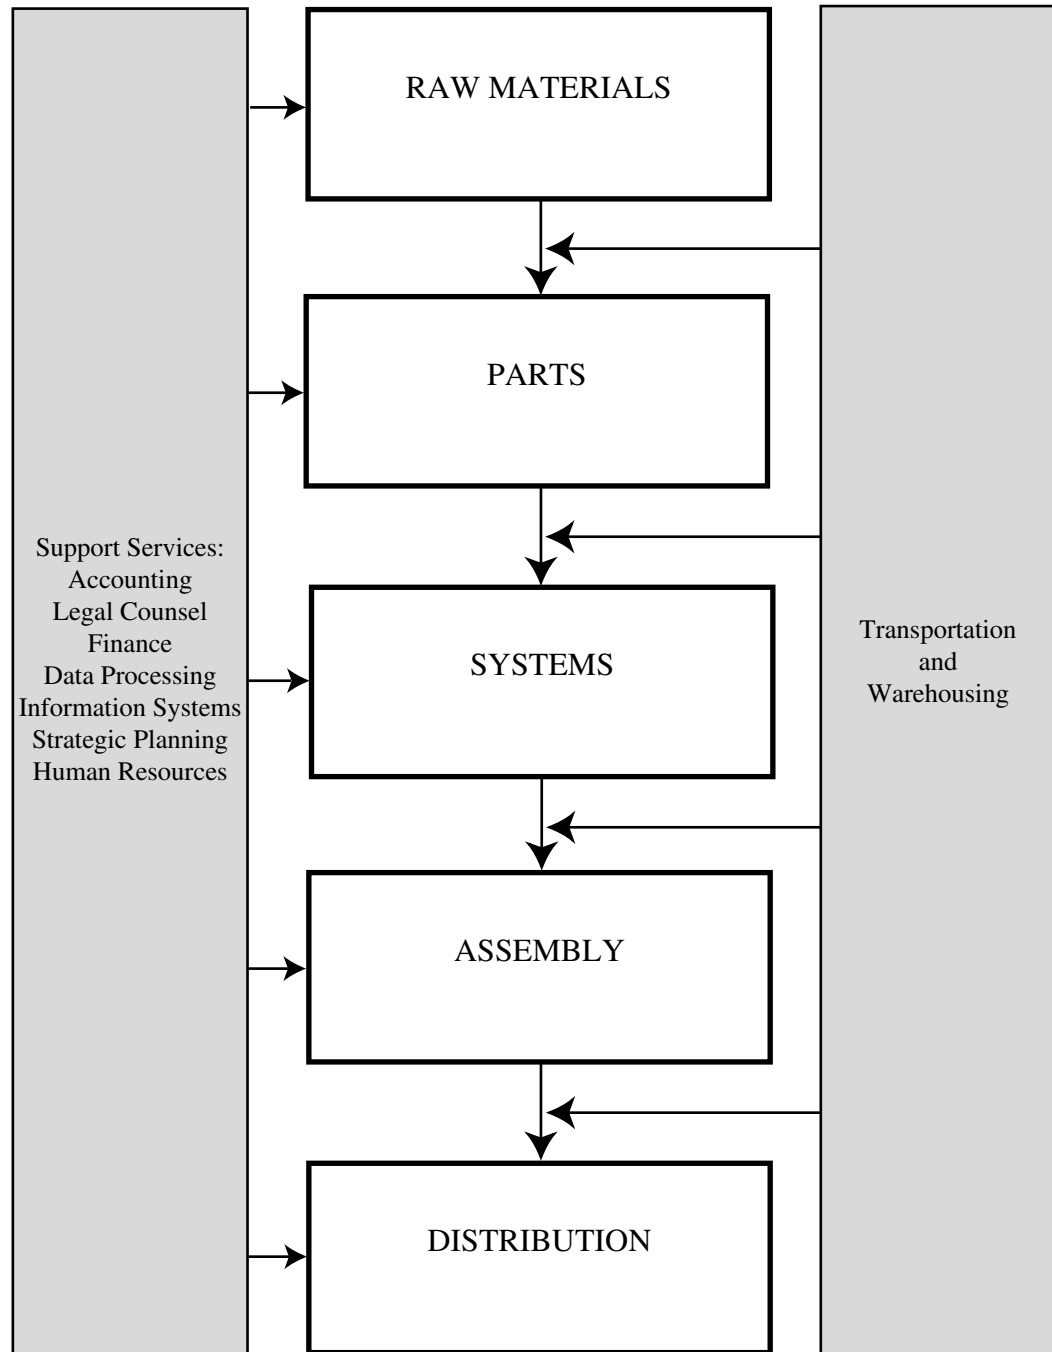 RAW MATERIALS
PARTS
SYSTEMS
ASSEMBLY
DISTRIBUTION
Support Services:
Accounting
Legal Counsel
Finance
Data Processing
Information Systems
Strategic Planning
Human Resources
Transportation
and
Warehousing